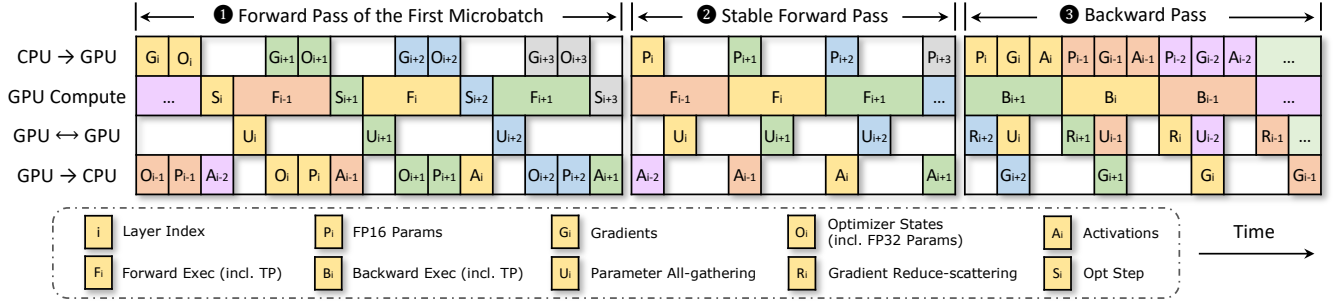 ❶ Forward Pass of the First Microbatch ❷ Stable Forward Pass ❸ Backward Pass
CPU → GPU Gi Oi Gi+1 Oi+1 Gi+2 Oi+2 Gi+3 Oi+3 Pi Pi+1 Pi+2 Pi+3 Pi Gi Ai Pi-1 Gi-1 Ai-1 Pi-2 Gi-2 Ai-2 ...
GPU Compute ... Si Fi-1 Si+1 Fi Si+2 Fi+1 Si+3 Fi-1 Fi Fi+1 ... Bi+1 Bi Bi-1 ...
GPU ↔ GPU Ui Ui+1 Ui+2 Ui Ui+1 Ui+2 Ri+2 Ui Ri+1 Ui-1 Ri Ui-2 Ri-1 ...
GPU → CPU Oi-1 Pi-1 Ai-2 Oi Pi Ai-1 Oi+1 Pi+1 Ai Oi+2 Pi+2 Ai+1 Ai-2 Ai-1 Ai Ai+1 Gi+2 Gi+1 Gi Gi-1
i Layer Index Pi FP16 Params Gi Gradients Oi Optimizer States
(incl. FP32 Params) Ai Activations
Fi Forward Exec (incl. TP) Bi Backward Exec (incl. TP) Ui Parameter All-gathering Ri Gradient Reduce-scattering Si Opt Step
Time